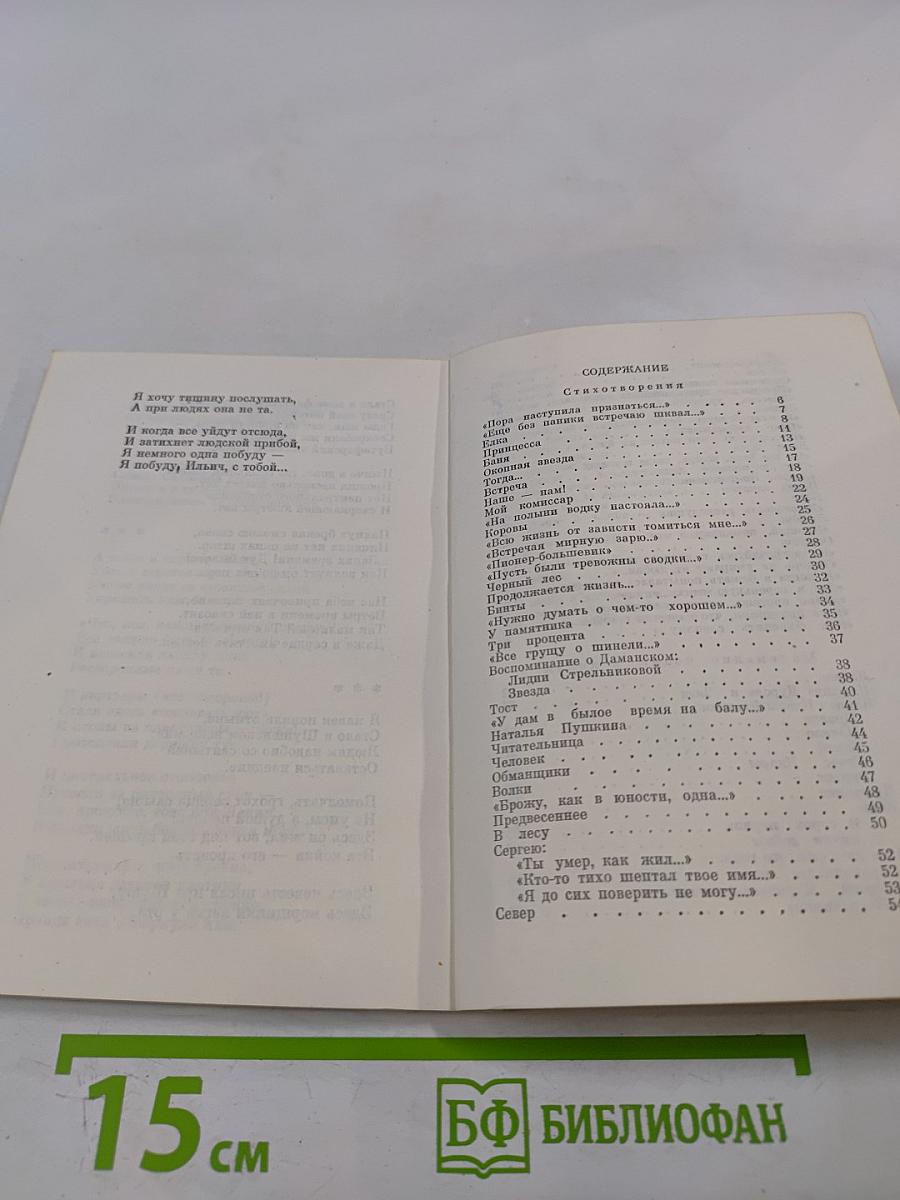 Я хочу тишину послушать,
А при людях она не та.
И когда все уйдут отсюда,
И затихнет людской прибой,
Я немного одна побуду —
Я побуду, Ильич, с тобой...
СОДЕРЖАНИЕ
Стихотворения
«Пора наступила признаться...» 6
«Еще без паники встречаю шквал...» 7
Елка 8
Принцесса 11
Баня 13
Окопная звезда 15
Тогда... 17
Встреча 18
Наше — нам! 19
Мой комиссар 22
«На полыни водку настояла...» 24
Коровы 25
«Всю жизнь от зависти томиться мне...» 26
«Встречая мирную зарю..» 27
«Пионер-большевик» 28
«Пусть были тревожны сводки...» 29
Черный лес 30
Продолжается жизнь... 32
Бинты 33
«Нужно думать о чем-то хорошем...» 34
У памятника 35
Три процента 36
«Все грущу о шинели...» 37
Воспоминание о Даманском:
Лидии Стрельниковой 38
Звезда 38
Тост 40
«У дам в былое время на балу...» 41
Наталья Пушкина 42
Читательница 44
Человек 45
Обманщики 46
Волки 47
«Брожу, как в юности, одна...» 48
Предвесеннее 49
В лесу 50
Сергею:
«Ты умер, как жил...» 52
«Кто-то тихо шептал твое имя...» 52
«Я до сих поверить не могу...» 53
Север 54
15 см
БФ БИБЛИОФАН